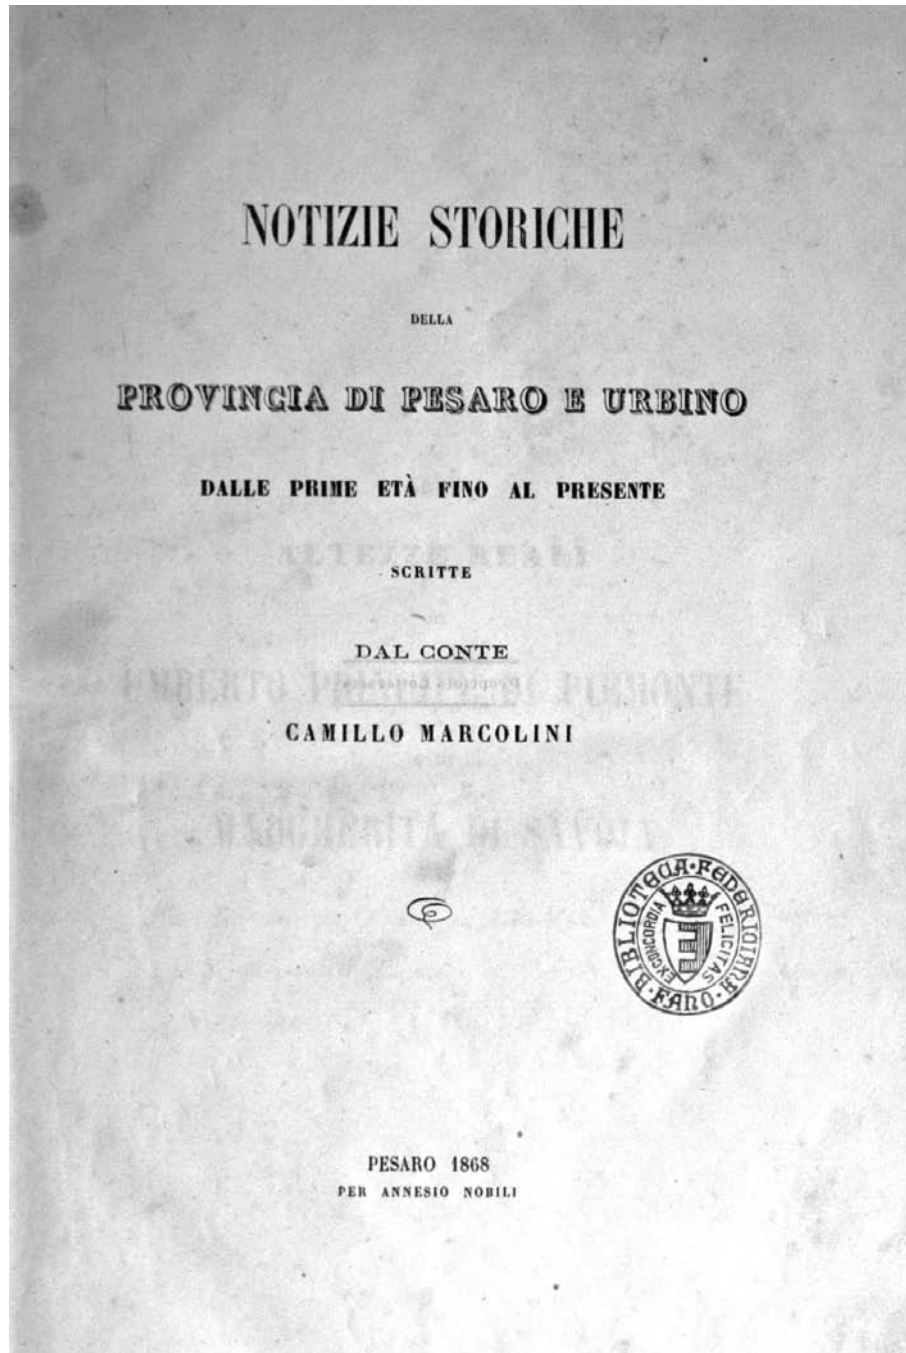 NOTIZIE STORICHE
DELLA
PROVINCIA DI PESARO E URBINO
DALLE PRIME ETÀ FINO AL PRESENTE
SCRITTE
DAL CONTE
CAMILLO MARCOLINI
BIBLIOTECA FEDERICIANA
EX CONCORDIA FELICITAS
FANO
PESARO 1868
PER ANNESIO NOBILI